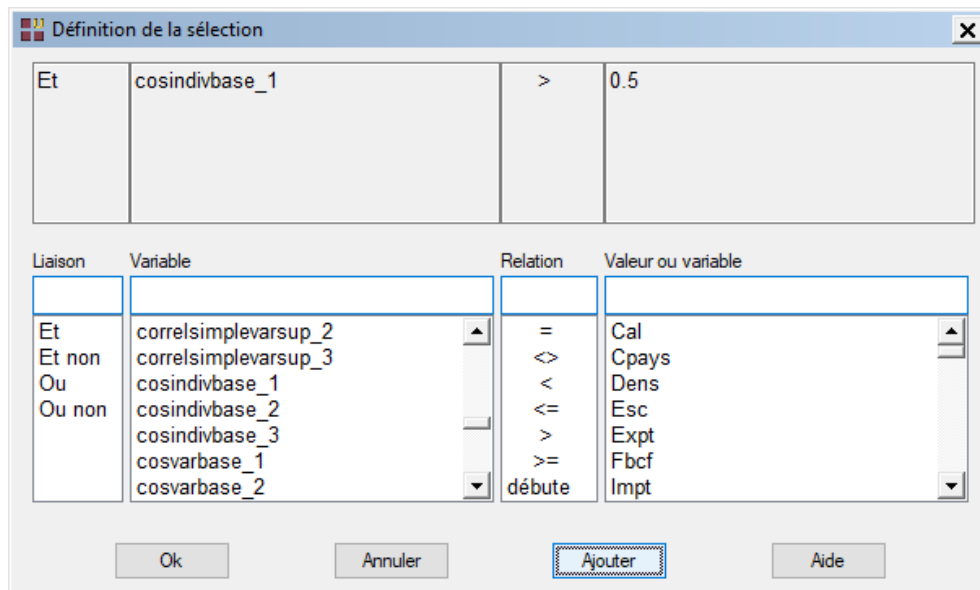 Définition de la sélection
Et cosindivbase_1 > 0.5
Liaison Variable Relation Valeur ou variable
Et correlsimplevarsup_2 = Cal
Et non correlsimplevarsup_3 <> Cpays
Ou cosindivbase_1 < Dens
Ou non cosindivbase_2 <= Esc
cosindivbase_3 > Expt
cosvarbase_1 >= Fbcf
cosvarbase_2 débute Impt
Ok Annuler Ajouter Aide